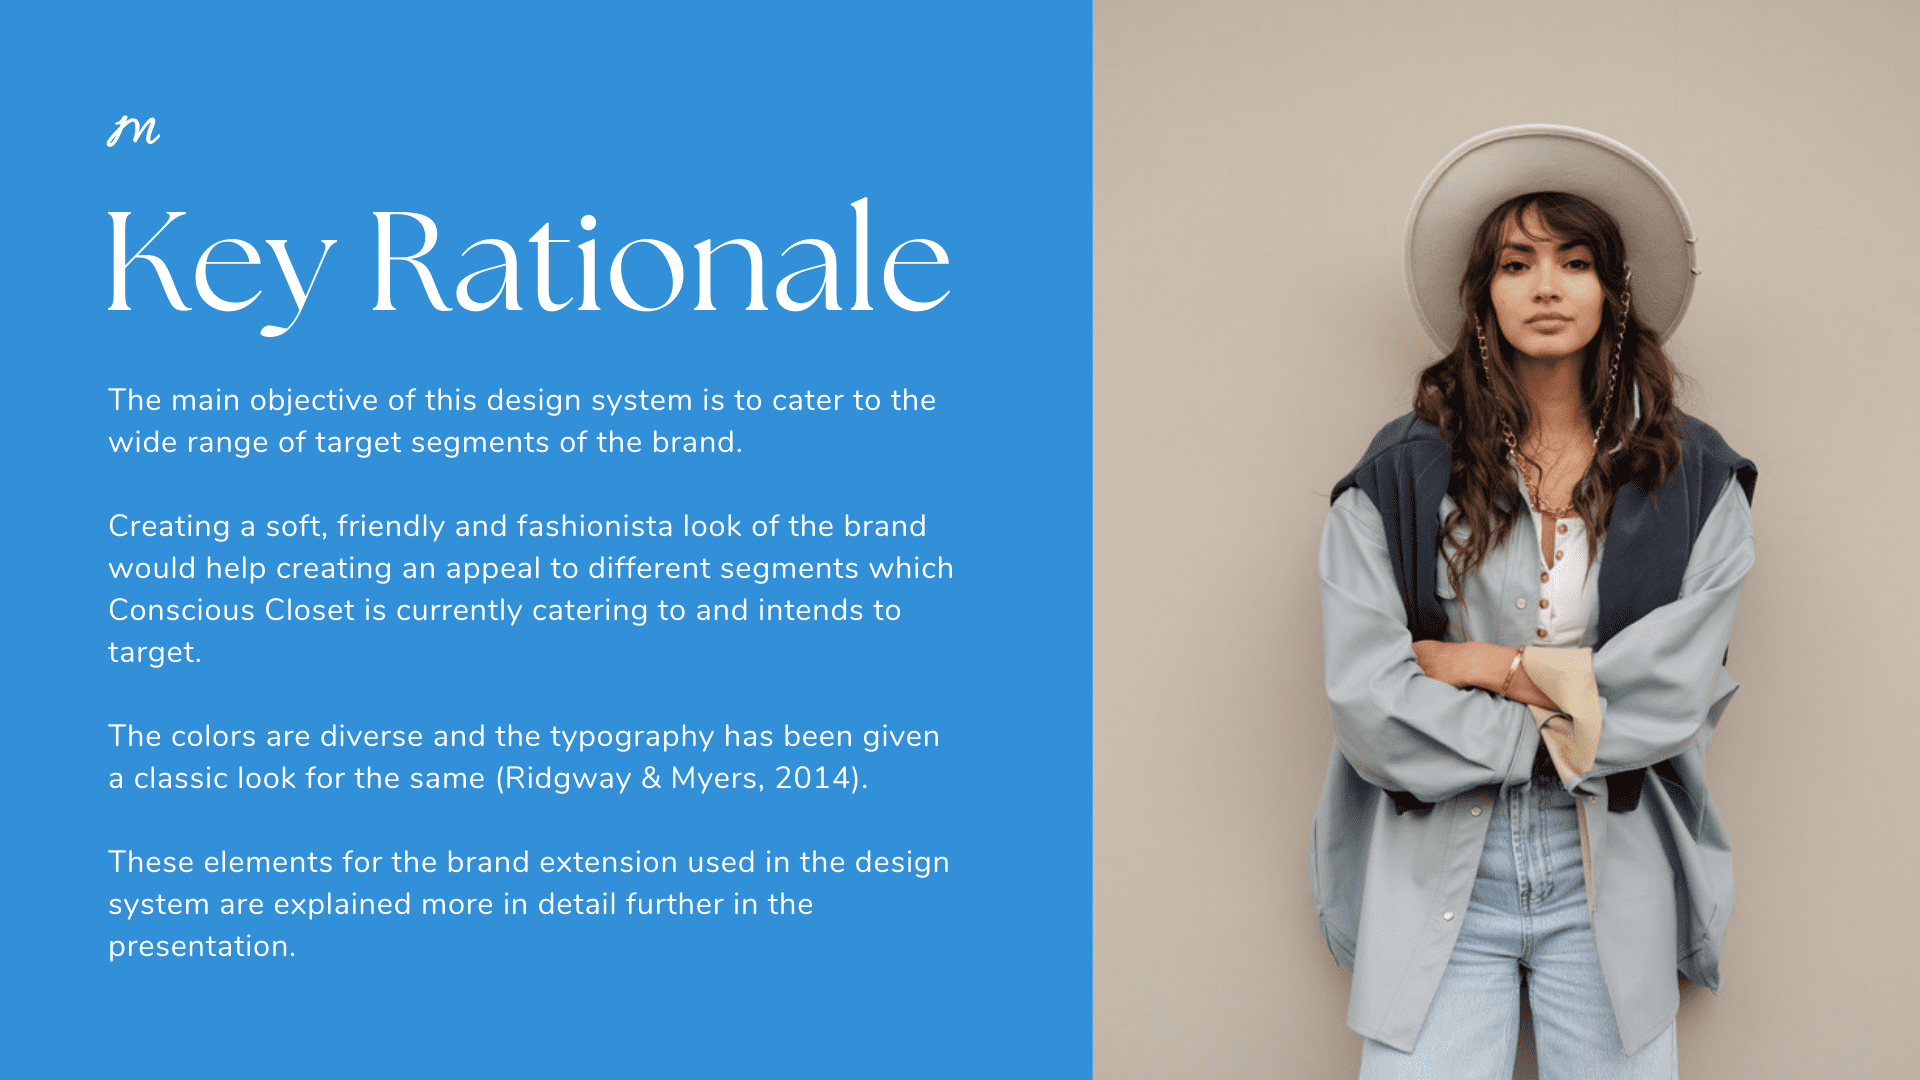 m
Key Rationale
The main objective of this design system is to cater to the
wide range of target segments of the brand.
Creating a soft, friendly and fashionista look of the brand
would help creating an appeal to different segments which
Conscious Closet is currently catering to and intends to
target.
The colors are diverse and the typography has been given
a classic look for the same (Ridgway & Myers, 2014).
These elements for the brand extension used in the design
system are explained more in detail further in the
presentation.